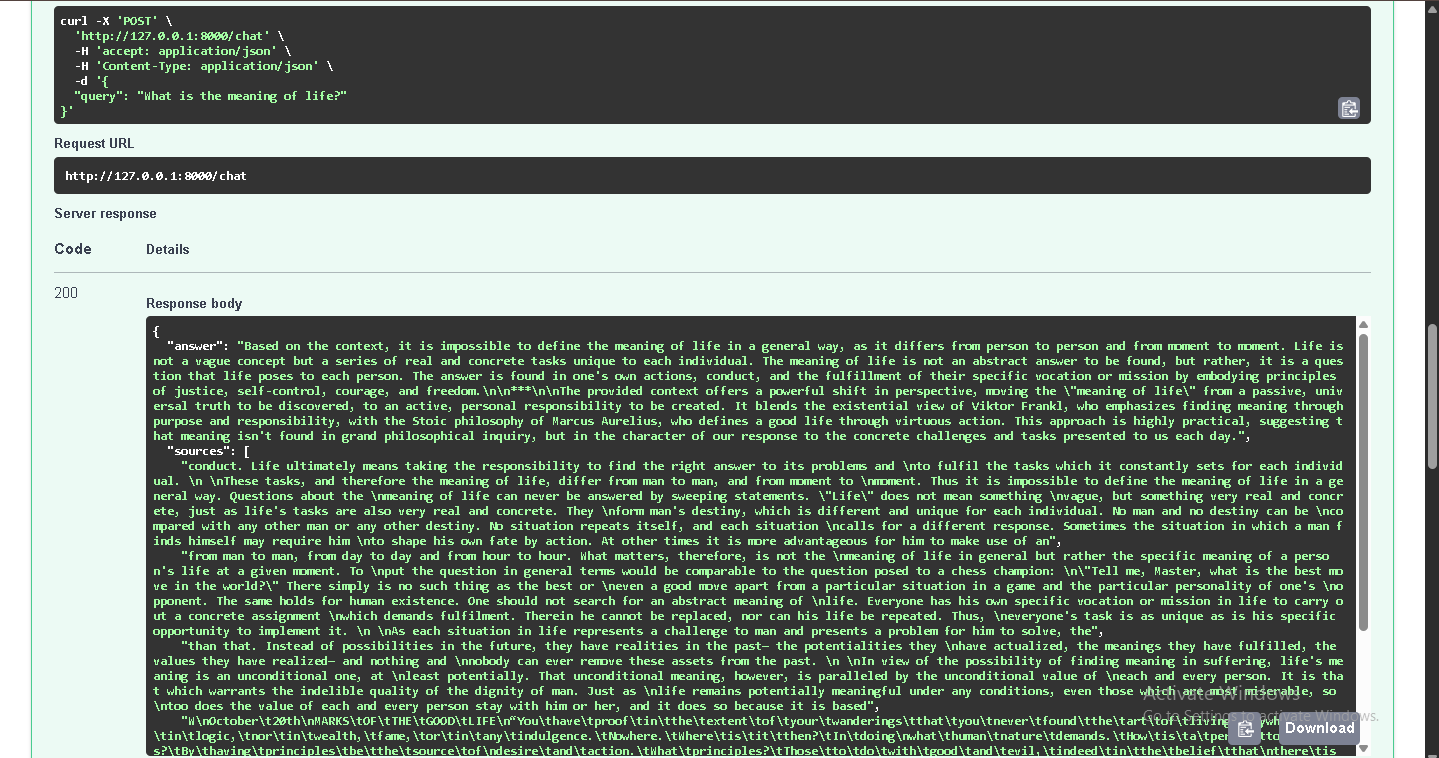 curl -X 'POST' \
  'http://127.0.0.1:8000/chat' \
  -H 'accept: application/json' \
  -H 'Content-Type: application/json' \
  -d '{
  "query": "What is the meaning of life?"
}'
Request URL
http://127.0.0.1:8000/chat
Server response
Code Details
200
Response body
{
  "answer": "Based on the context, it is impossible to define the meaning of life in a general way, as it differs from person to person and from moment to moment. Life is
not a vague concept but a series of real and concrete tasks unique to each individual. The meaning of life is not an abstract answer to be found, but rather, it is a ques
tion that life poses to each person. The answer is found in one's own actions, conduct, and the fulfillment of their specific vocation or mission by embodying principles
of justice, self-control, courage, and freedom.\n\n***\n\nThe provided context offers a powerful shift in perspective, moving the \"meaning of life\" from a passive, univ
ersal truth to be discovered, to an active, personal responsibility to be created. It blends the existential view of Viktor Frankl, who emphasizes finding meaning through
purpose and responsibility, with the Stoic philosophy of Marcus Aurelius, who defines a good life through virtuous action. This approach is highly practical, suggesting t
hat meaning isn't found in grand philosophical inquiry, but in the character of our response to the concrete challenges and tasks presented to us each day.",
  "sources": [
    "conduct. Life ultimately means taking the responsibility to find the right answer to its problems and \nto fulfil the tasks which it constantly sets for each individ
ual. \n \nThese tasks, and therefore the meaning of life, differ from man to man, and from moment to \nmoment. Thus it is impossible to define the meaning of life in a ge
neral way. Questions about the \nmeaning of life can never be answered by sweeping statements. \"Life\" does not mean something \nvague, but something very real and concr
ete, just as life's tasks are also very real and concrete. They \nform man's destiny, which is different and unique for each individual. No man and no destiny can be \nco
mpared with any other man or any other destiny. No situation repeats itself, and each situation \ncalls for a different response. Sometimes the situation in which a man f
inds himself may require him \nto shape his own fate by action. At other times it is more advantageous for him to make use of an",
    "from man to man, from day to day and from hour to hour. What matters, therefore, is not the \nmeaning of life in general but rather the specific meaning of a perso
n's life at a given moment. To \nput the question in general terms would be comparable to the question posed to a chess champion: \n\"Tell me, Master, what is the best mo
ve in the world?\" There simply is no such thing as the best or \neven a good move apart from a particular situation in a game and the particular personality of one's \no
pponent. The same holds for human existence. One should not search for an abstract meaning of \nlife. Everyone has his own specific vocation or mission in life to carry o
ut a concrete assignment \nwhich demands fulfilment. Therein he cannot be replaced, nor can his life be repeated. Thus, \neveryone's task is as unique as is his specific
opportunity to implement it. \n \nAs each situation in life represents a challenge to man and presents a problem for him to solve, the",
    "than that. Instead of possibilities in the future, they have realities in the past— the potentialities they \nhave actualized, the meanings they have fulfilled, the
values they have realized— and nothing and \nnobody can ever remove these assets from the past. \n \nIn view of the possibility of finding meaning in suffering, life's me
aning is an unconditional one, at \nleast potentially. That unconditional meaning, however, is paralleled by the unconditional value of \neach and every person. It is tha
t which warrants the indelible quality of the dignity of man. Just as \nlife remains potentially meaningful under any conditions, even those which are most miserable, so
\ntoo does the value of each and every person stay with him or her, and it does so because it is based",
    "W\nOctober\t20th\nMARKS\tOF\tTHE\tGOOD\tLIFE\n“You\thave\tproof\tin\tthe\textent\tof\tyour\twanderings\tthat\tyou\tnever\tfound\tthe\tart\tof\tliving
\tin\tlogic,\tnor\tin\twealth,\tfame,\tor\tin\tany\tindulgence.\tNowhere.\tWhere\tis\tit\tthen?\tIn\tdoing\nwhat\thuman\tnature\tdemands.\tHow\tis\ta
s?\tBy\thaving\tprinciples\tbe\tthe\tsource\tof\ndesire\tand\taction.\tWhat\tprinciples?\tThose\tto\tdo\twith\tgood\tand\tevil,\tindeed\tin\tthe\tbelief\tthat\nthere\tis
Activate Windows
Go to Settings to activate Windows.
Download